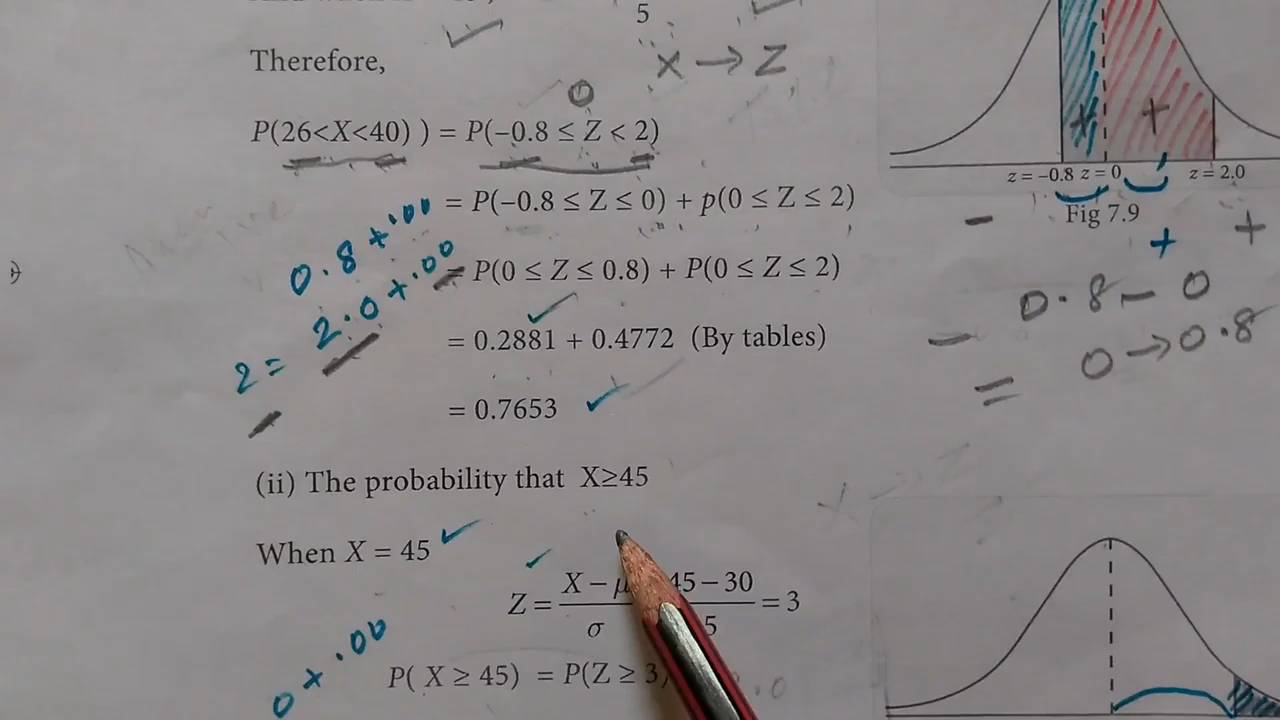 5
Therefore,
X → Z
0
P(26<X<40) ) = P(−0.8 ≤ Z < 2)
+ +
z = −0.8 z = 0 z = 2.0
Fig 7.9
= P(−0.8 ≤ Z ≤ 0) + p(0 ≤ Z ≤ 2)
− + +
0.8 × .00
= P(0 ≤ Z ≤ 0.8) + P(0 ≤ Z ≤ 2)
0.8 − 0
2 = 2.0 × .00
= 0.2881 + 0.4772 (By tables)
− 0 → 0.8
=
= 0.7653
(ii) The probability that X≥45
When X = 45
Z = X − μ 45 − 30 = 3
σ 5
0 × .00
P( X ≥ 45) = P(Z ≥ 3)